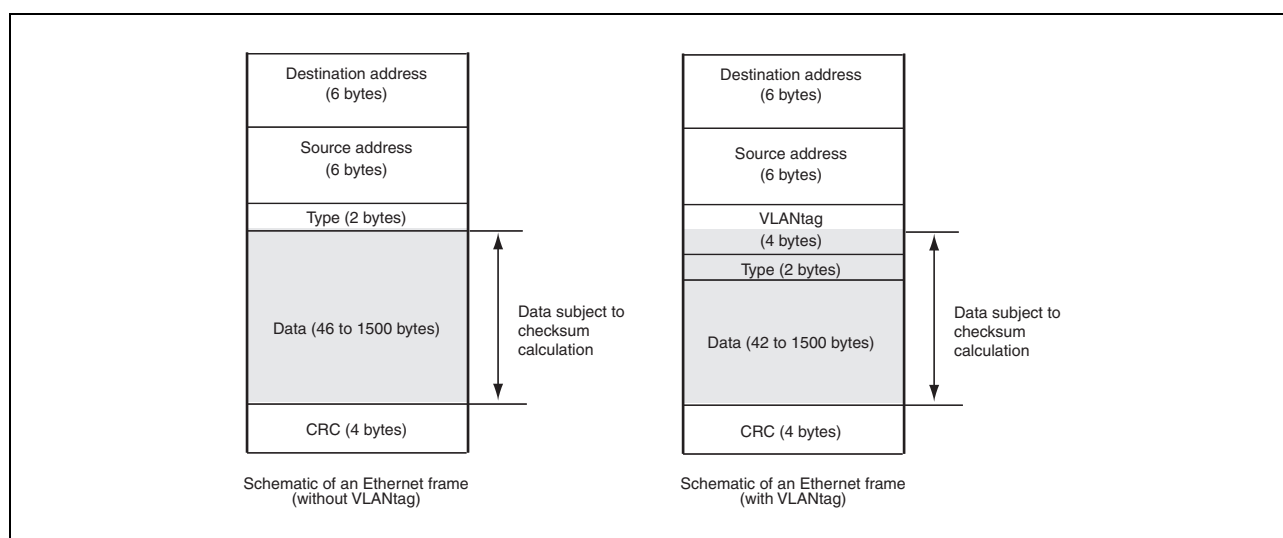 Destination address
(6 bytes)
Source address
(6 bytes)
Type (2 bytes)
Data (46 to 1500 bytes)
CRC (4 bytes)
Data subject to
checksum
calculation
Schematic of an Ethernet frame
(without VLANtag)
Destination address
(6 bytes)
Source address
(6 bytes)
VLANtag
(4 bytes)
Type (2 bytes)
Data (42 to 1500 bytes)
CRC (4 bytes)
Data subject to
checksum
calculation
Schematic of an Ethernet frame
(with VLANtag)